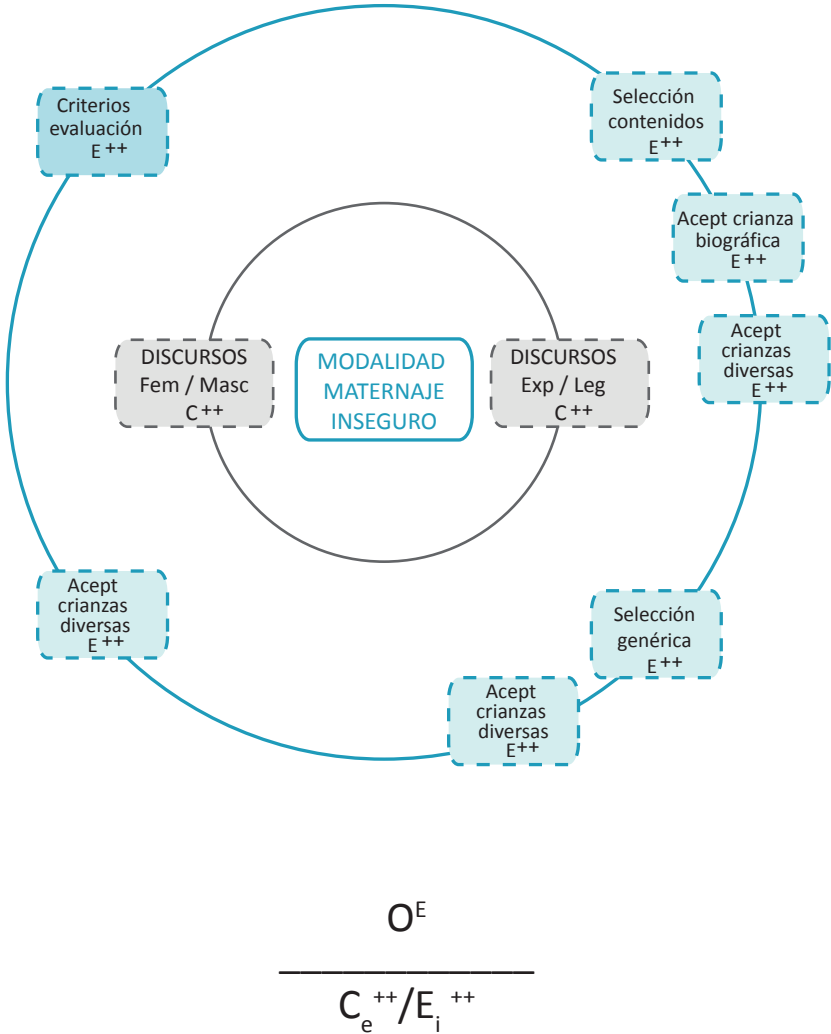 Criterios
evaluación
E ++
Selección
contenidos
E ++
Acept crianza
biográfica
E ++
Acept
crianzas
diversas
E ++
DISCURSOS
Fem / Masc
C ++
MODALIDAD
MATERNAJE
INSEGURO
DISCURSOS
Exp / Leg
C ++
Acept
crianzas
diversas
E ++
Selección
genérica
E ++
Acept
crianzas
diversas
E ++
O^E
C_e ++/E_i ++